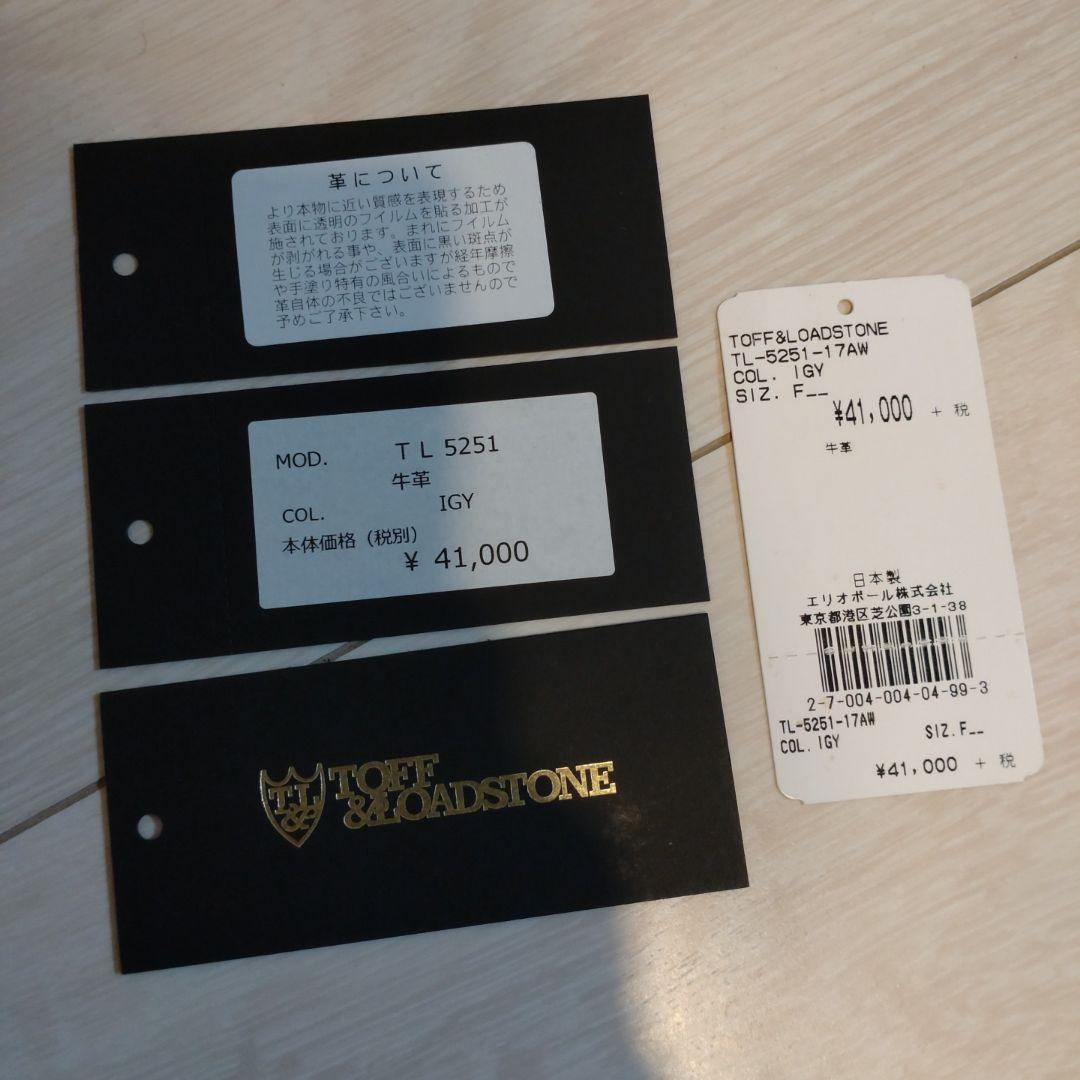 革について
より本物に近い質感を表現するため
表面に透明のフイルムを貼る加工が
施されております。まれにフイルム
が剥がれる事や、表面に黒い斑点が
生じる場合がございますが経年摩擦
や手塗り特有の風合いによるもので
革自体の不良ではございませんので
予めご了承下さい。
MOD. TL 5251
牛革
COL. IGY
本体価格（税別）
¥ 41,000
T.L
&
TOFF
&LOADSTONE
TOFF&LOADSTONE
TL-5251-17AW
COL. IGY
SIZ. F__
¥41,000 + 税
牛革
日本製
エリオポール株式会社
東京都港区芝公園3-1-38
2-7-004-004-04-99-3
TL-5251-17AW
COL. IGY SIZ.F__
¥41,000 + 税